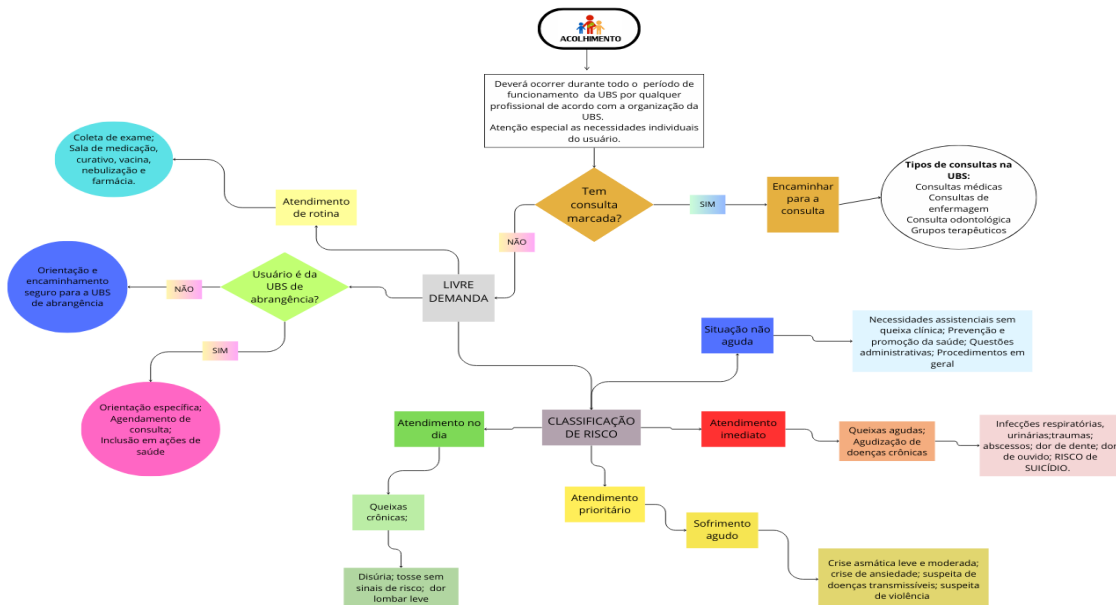 ACOLHIMENTO
Deverá ocorrer durante todo o período de
funcionamento da UBS por qualquer
profissional de acordo com a organização da
UBS.
Atenção especial as necessidades individuais
do usuário.
Coleta de exame;
Sala de medicação,
curativo, vacina,
nebulização e
farmácia.
Atendimento
de rotina
Tem
consulta
marcada?
SIM
Encaminhar
para a
consulta
Tipos de consultas na
UBS:
Consultas médicas
Consultas de
enfermagem
Consulta odontológica
Grupos terapêuticos
NÃO
LIVRE
DEMANDA
Usuário é da
UBS de
abrangência?
NÃO
Orientação e
encaminhamento
seguro para a UBS
de abrangência
SIM
Orientação específica;
Agendamento de
consulta;
Inclusão em ações de
saúde
Situação não
aguda
Necessidades assistenciais sem
queixa clínica; Prevenção e
promoção da saúde; Questões
administrativas; Procedimentos em
geral
CLASSIFICAÇÃO
DE RISCO
Atendimento no
dia
Atendimento
imediato
Queixas agudas;
Agudização de
doenças crônicas
Infecções respiratórias,
urinárias;traumas;
abscessos; dor de dente; dor
de ouvido; RISCO de
SUICÍDIO.
Queixas
crônicas;
Disúria; tosse sem
sinais de risco; dor
lombar leve
Atendimento
prioritário
Sofrimento
agudo
Crise asmática leve e moderada;
crise de ansiedade; suspeita de
doenças transmissíveis; suspeita
de violência